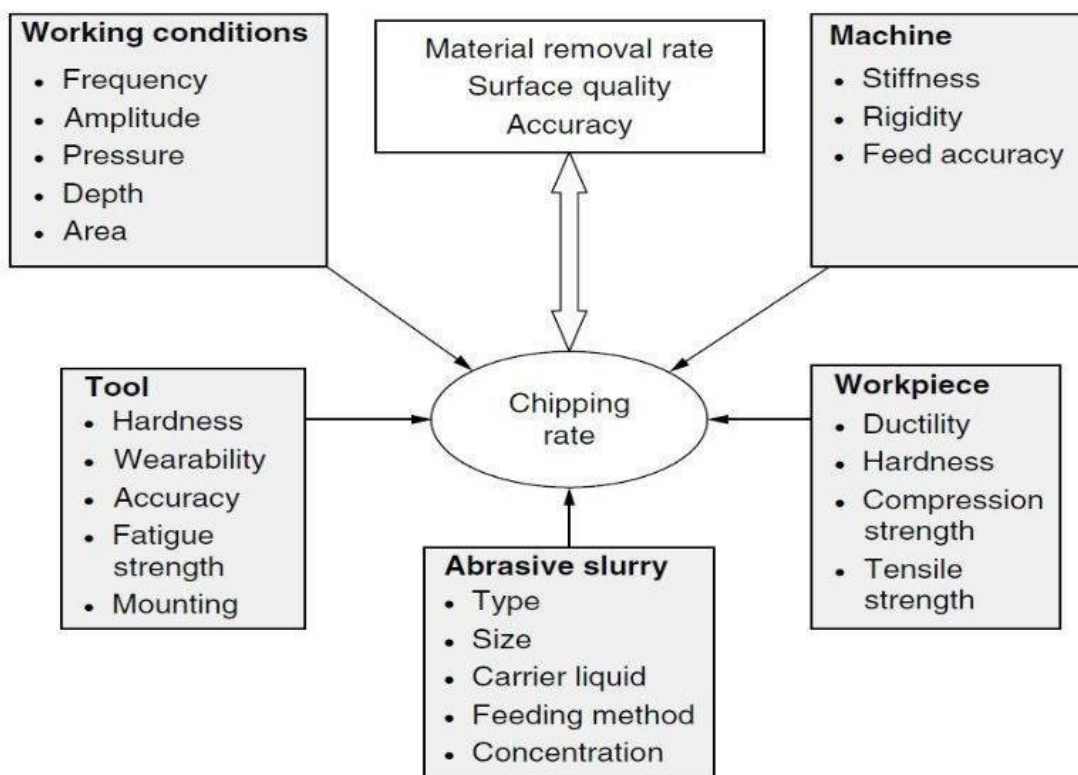 Working conditions
• Frequency
• Amplitude
• Pressure
• Depth
• Area
Material removal rate
Surface quality
Accuracy
Machine
• Stiffness
• Rigidity
• Feed accuracy
Tool
• Hardness
• Wearability
• Accuracy
• Fatigue
strength
• Mounting
Chipping
rate
Workpiece
• Ductility
• Hardness
• Compression
strength
• Tensile
strength
Abrasive slurry
• Type
• Size
• Carrier liquid
• Feeding method
• Concentration